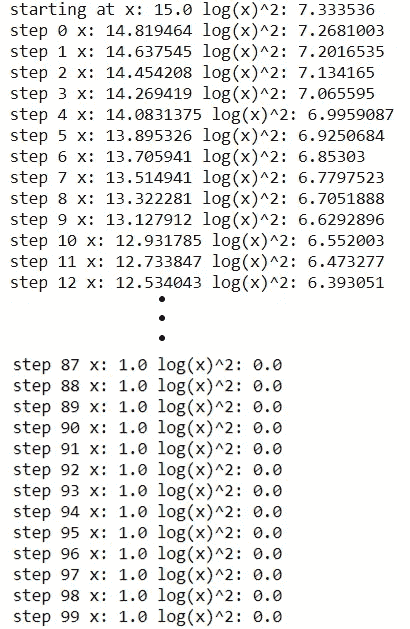 starting at x: 15.0 log(x)^2: 7.333536
step 0 x: 14.819464 log(x)^2: 7.2681003
step 1 x: 14.637545 log(x)^2: 7.2016535
step 2 x: 14.454208 log(x)^2: 7.134165
step 3 x: 14.269419 log(x)^2: 7.065595
step 4 x: 14.0831375 log(x)^2: 6.9959087
step 5 x: 13.895326 log(x)^2: 6.9250684
step 6 x: 13.705941 log(x)^2: 6.85303
step 7 x: 13.514941 log(x)^2: 6.7797523
step 8 x: 13.322281 log(x)^2: 6.7051888
step 9 x: 13.127912 log(x)^2: 6.6292896
step 10 x: 12.931785 log(x)^2: 6.552003
step 11 x: 12.733847 log(x)^2: 6.473277
step 12 x: 12.534043 log(x)^2: 6.393051
•
•
•
step 87 x: 1.0 log(x)^2: 0.0
step 88 x: 1.0 log(x)^2: 0.0
step 89 x: 1.0 log(x)^2: 0.0
step 90 x: 1.0 log(x)^2: 0.0
step 91 x: 1.0 log(x)^2: 0.0
step 92 x: 1.0 log(x)^2: 0.0
step 93 x: 1.0 log(x)^2: 0.0
step 94 x: 1.0 log(x)^2: 0.0
step 95 x: 1.0 log(x)^2: 0.0
step 96 x: 1.0 log(x)^2: 0.0
step 97 x: 1.0 log(x)^2: 0.0
step 98 x: 1.0 log(x)^2: 0.0
step 99 x: 1.0 log(x)^2: 0.0